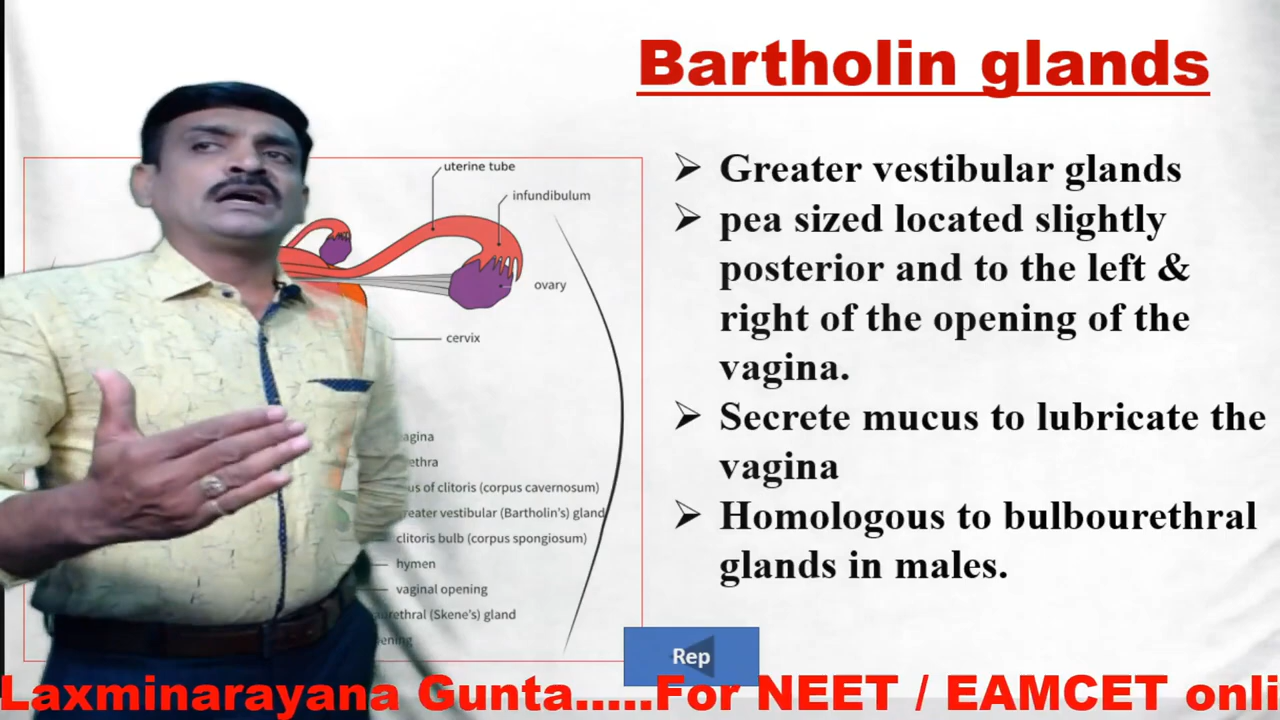 Bartholin glands
uterine tube
infundibulum
ovary
cervix
agina
ethra
us of clitoris (corpus cavernosum)
reater vestibular (Bartholin's) gland
clitoris bulb (corpus spongiosum)
hymen
vaginal opening
urethral (Skene's) gland
ening
➢ Greater vestibular glands
➢ pea sized located slightly
posterior and to the left &
right of the opening of the
vagina.
➢ Secrete mucus to lubricate the
vagina
➢ Homologous to bulbourethral
glands in males.
Rep
Laxminarayana Gunta.....For NEET / EAMCET onli